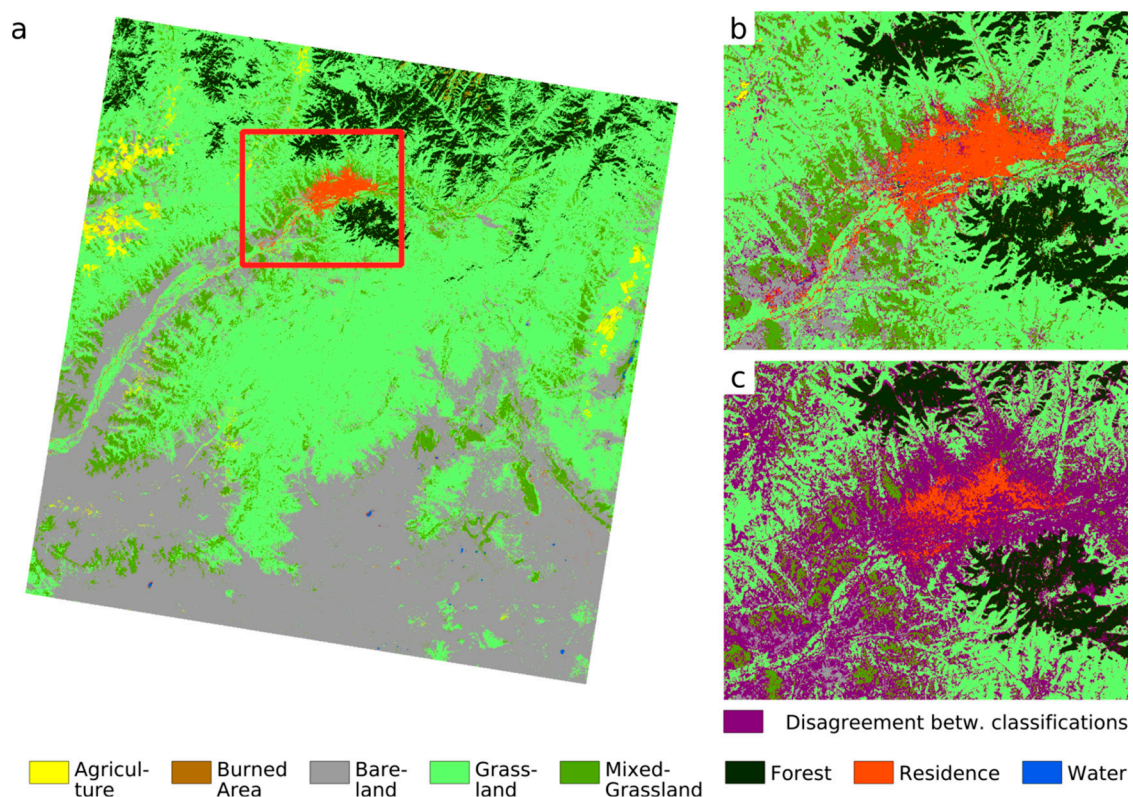 a
b
c
Disagreement betw. classifications
Agricul-
ture
Burned
Area
Bare-
land
Grass-
land
Mixed-
Grassland
Forest
Residence
Water